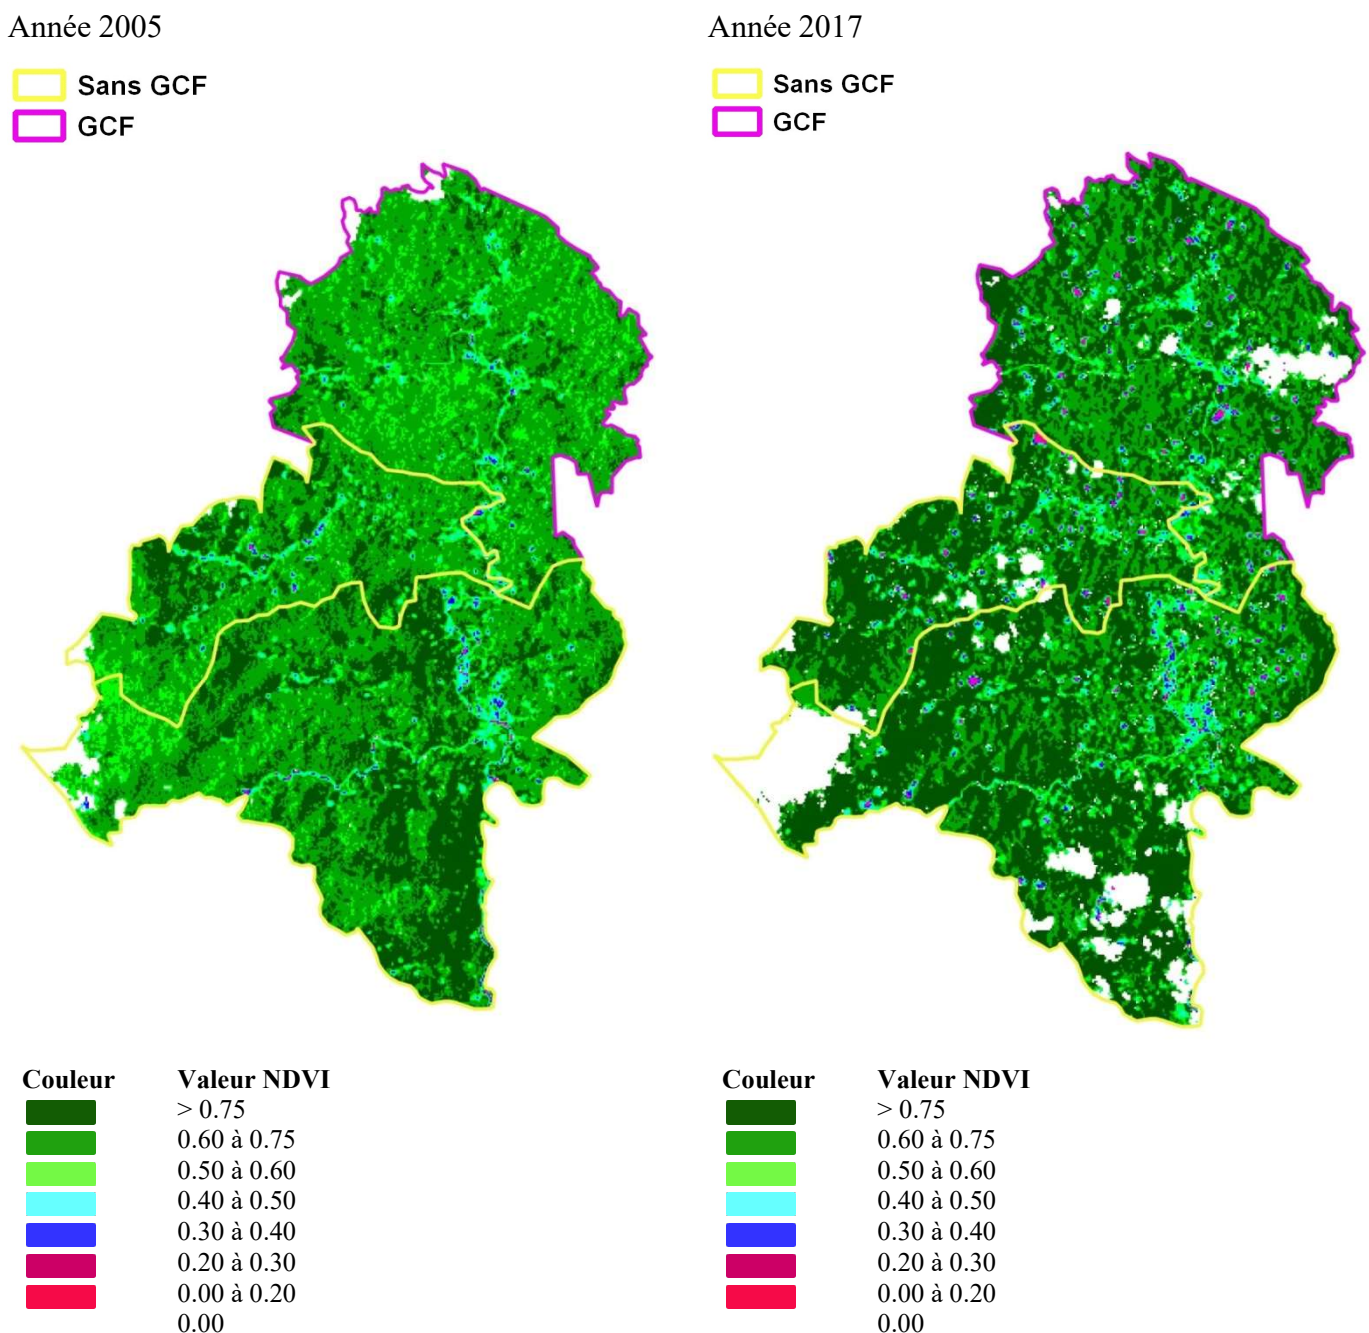 Année 2005
Sans GCF
GCF
Couleur Valeur NDVI
> 0.75
0.60 à 0.75
0.50 à 0.60
0.40 à 0.50
0.30 à 0.40
0.20 à 0.30
0.00 à 0.20
0.00
Année 2017
Sans GCF
GCF
Couleur Valeur NDVI
> 0.75
0.60 à 0.75
0.50 à 0.60
0.40 à 0.50
0.30 à 0.40
0.20 à 0.30
0.00 à 0.20
0.00